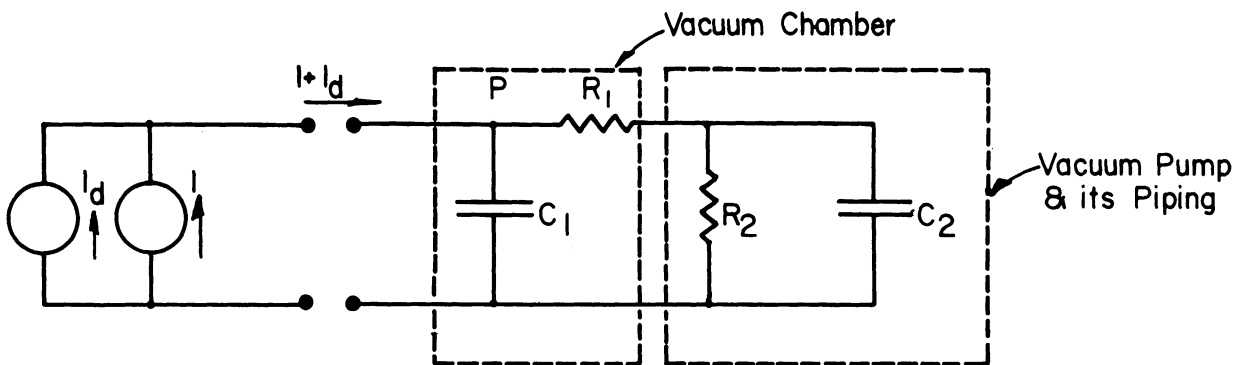 Vacuum Chamber
I+Id
P
R1
Id
I
C1
R2
C2
Vacuum Pump
& its Piping